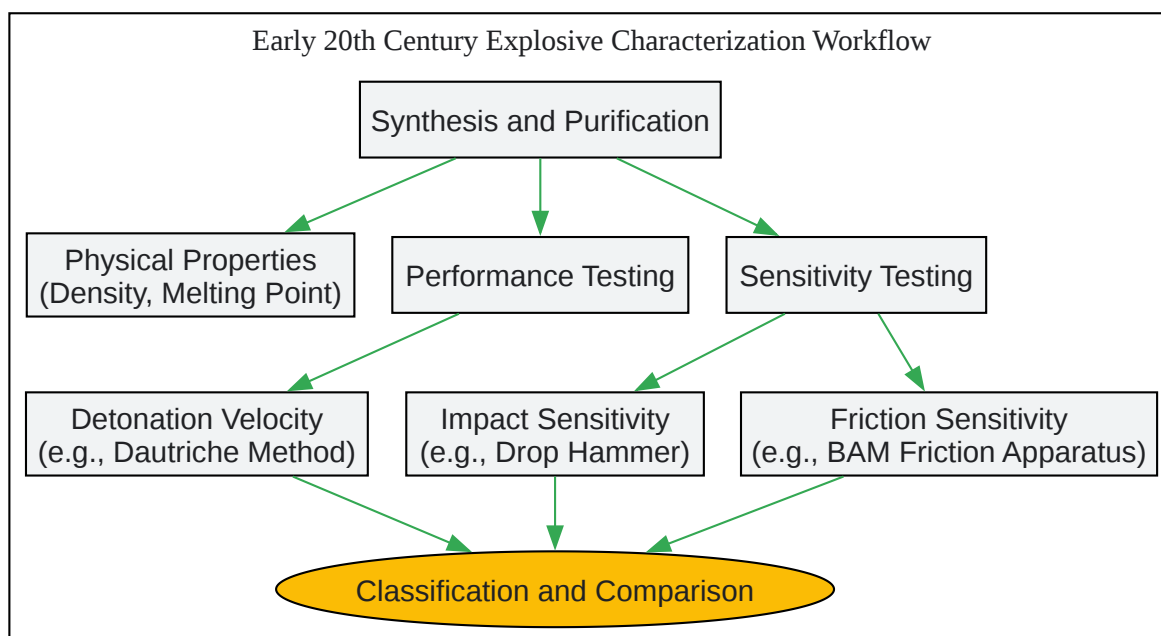 Early 20th Century Explosive Characterization Workflow
Synthesis and Purification
Physical Properties
(Density, Melting Point)
Performance Testing
Sensitivity Testing
Detonation Velocity
(e.g., Dautriche Method)
Impact Sensitivity
(e.g., Drop Hammer)
Friction Sensitivity
(e.g., BAM Friction Apparatus)
Classification and Comparison